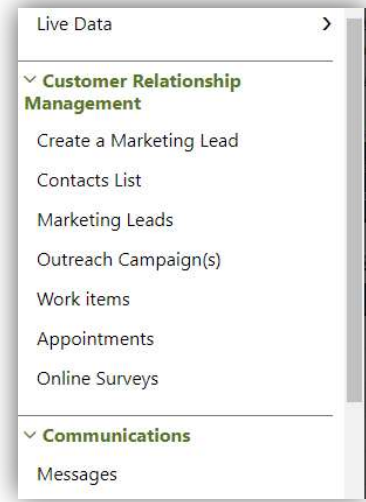 Live Data
Customer Relationship
Management
Create a Marketing Lead
Contacts List
Marketing Leads
Outreach Campaign(s)
Work items
Appointments
Online Surveys
Communications
Messages